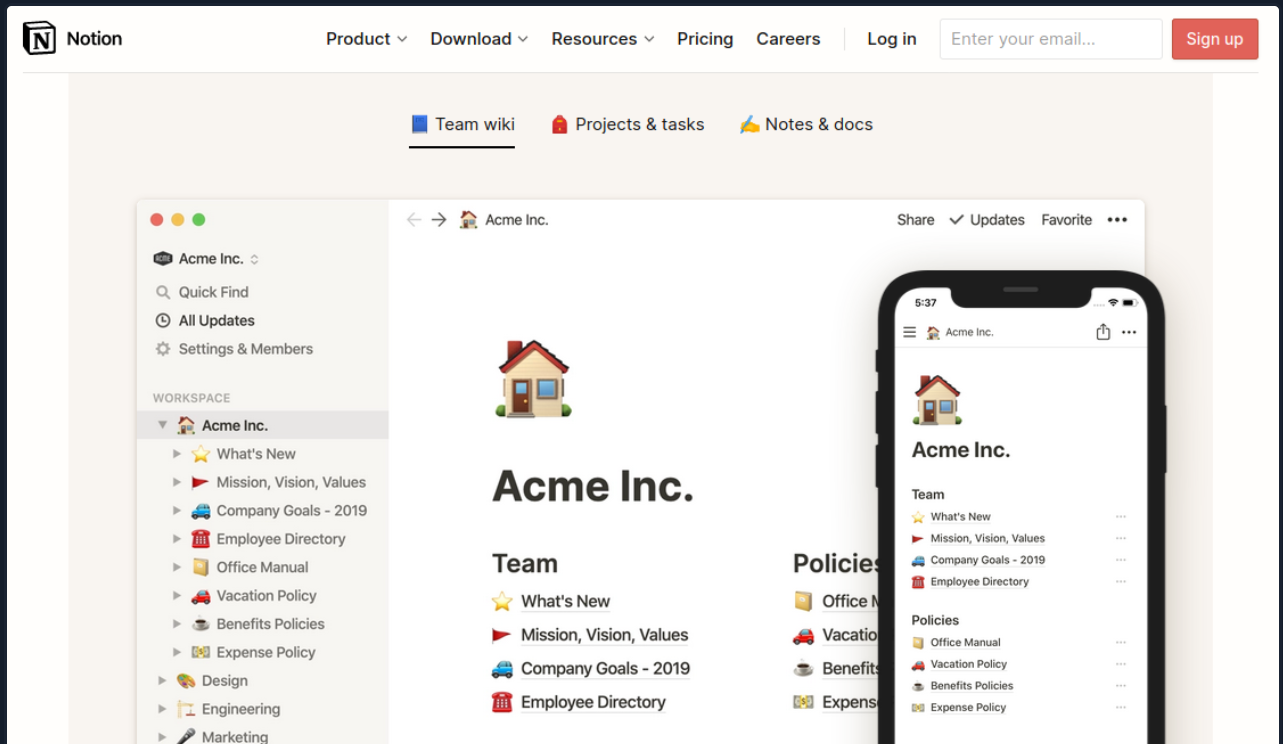 Notion
Product Download Resources Pricing Careers Log in Enter your email... Sign up
Team wiki Projects & tasks Notes & docs
Acme Inc. Share Updates Favorite
ACME Acme Inc.
Quick Find
All Updates
Settings & Members
WORKSPACE
Acme Inc.
What's New
Mission, Vision, Values
Company Goals - 2019
Employee Directory
Office Manual
Vacation Policy
Benefits Policies
Expense Policy
Design
Engineering
Marketing
Acme Inc.
Team
What's New
Mission, Vision, Values
Company Goals - 2019
Employee Directory
Policies
Office M
Vacatio
Benefits
Expens
5:37
Acme Inc.
Acme Inc.
Team
What's New
Mission, Vision, Values
Company Goals - 2019
Employee Directory
Policies
Office Manual
Vacation Policy
Benefits Policies
Expense Policy